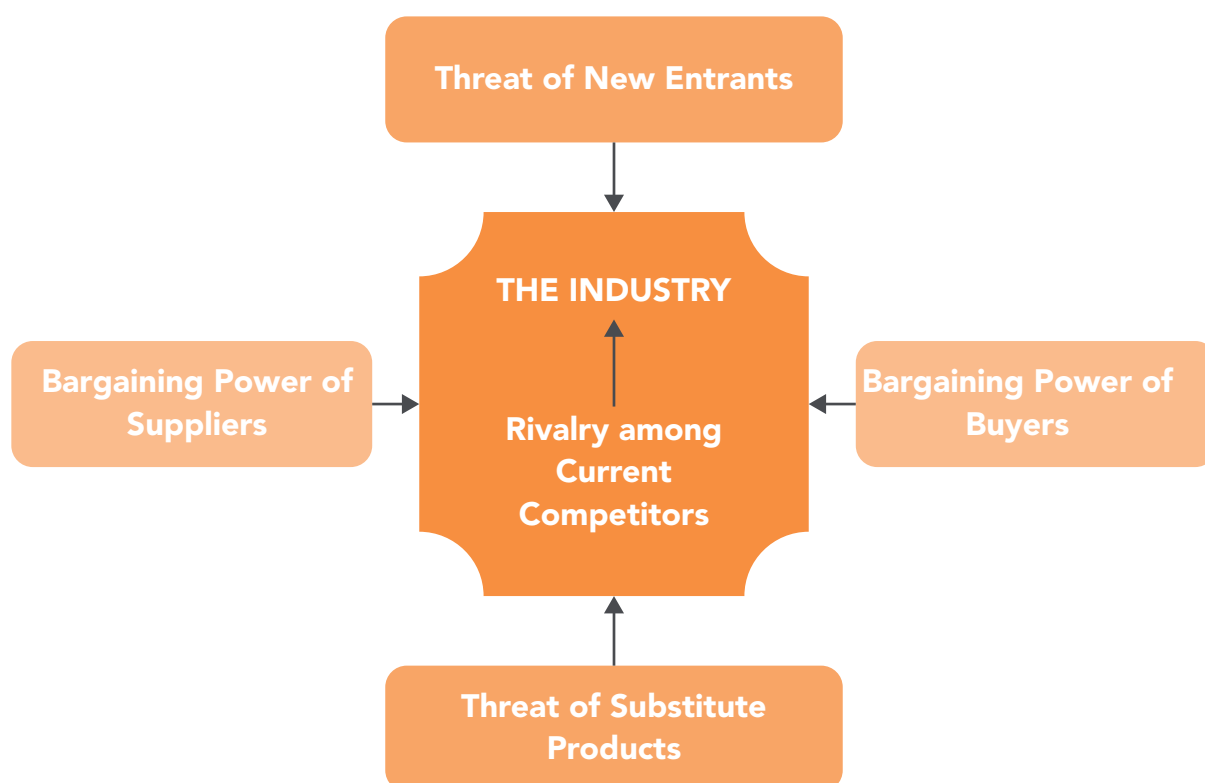 Threat of New Entrants
THE INDUSTRY
Bargaining Power of
Suppliers
Rivalry among
Current
Competitors
Bargaining Power of
Buyers
Threat of Substitute
Products